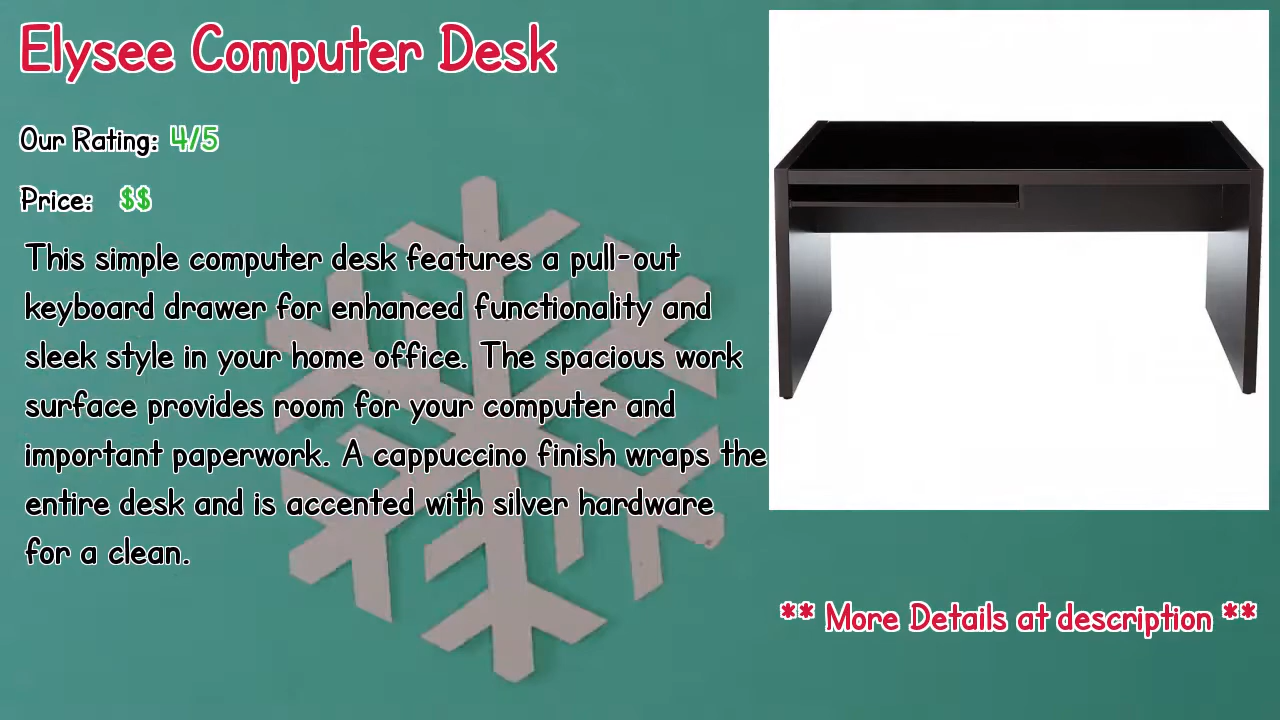 Elysee Computer Desk
Our Rating: 4/5
Price: $$
This simple computer desk features a pull-out
keyboard drawer for enhanced functionality and
sleek style in your home office. The spacious work
surface provides room for your computer and
important paperwork. A cappuccino finish wraps the
entire desk and is accented with silver hardware
for a clean.
** More Details at description **